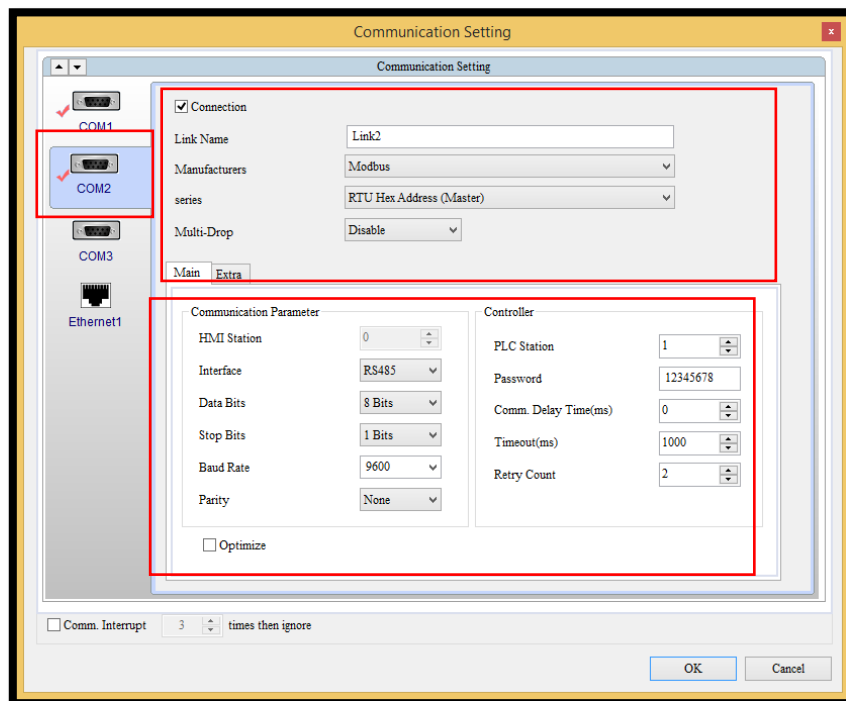 Communication Setting
x
Communication Setting
COM1
COM2
COM3
Ethernet1
Connection
Link Name Link2
Manufacturers Modbus
series RTU Hex Address (Master)
Multi-Drop Disable
Main Extra
Communication Parameter
HMI Station 0
Interface RS485
Data Bits 8 Bits
Stop Bits 1 Bits
Baud Rate 9600
Parity None
Controller
PLC Station 1
Password 12345678
Comm. Delay Time(ms) 0
Timeout(ms) 1000
Retry Count 2
Optimize
Comm. Interrupt 3 times then ignore
OK Cancel